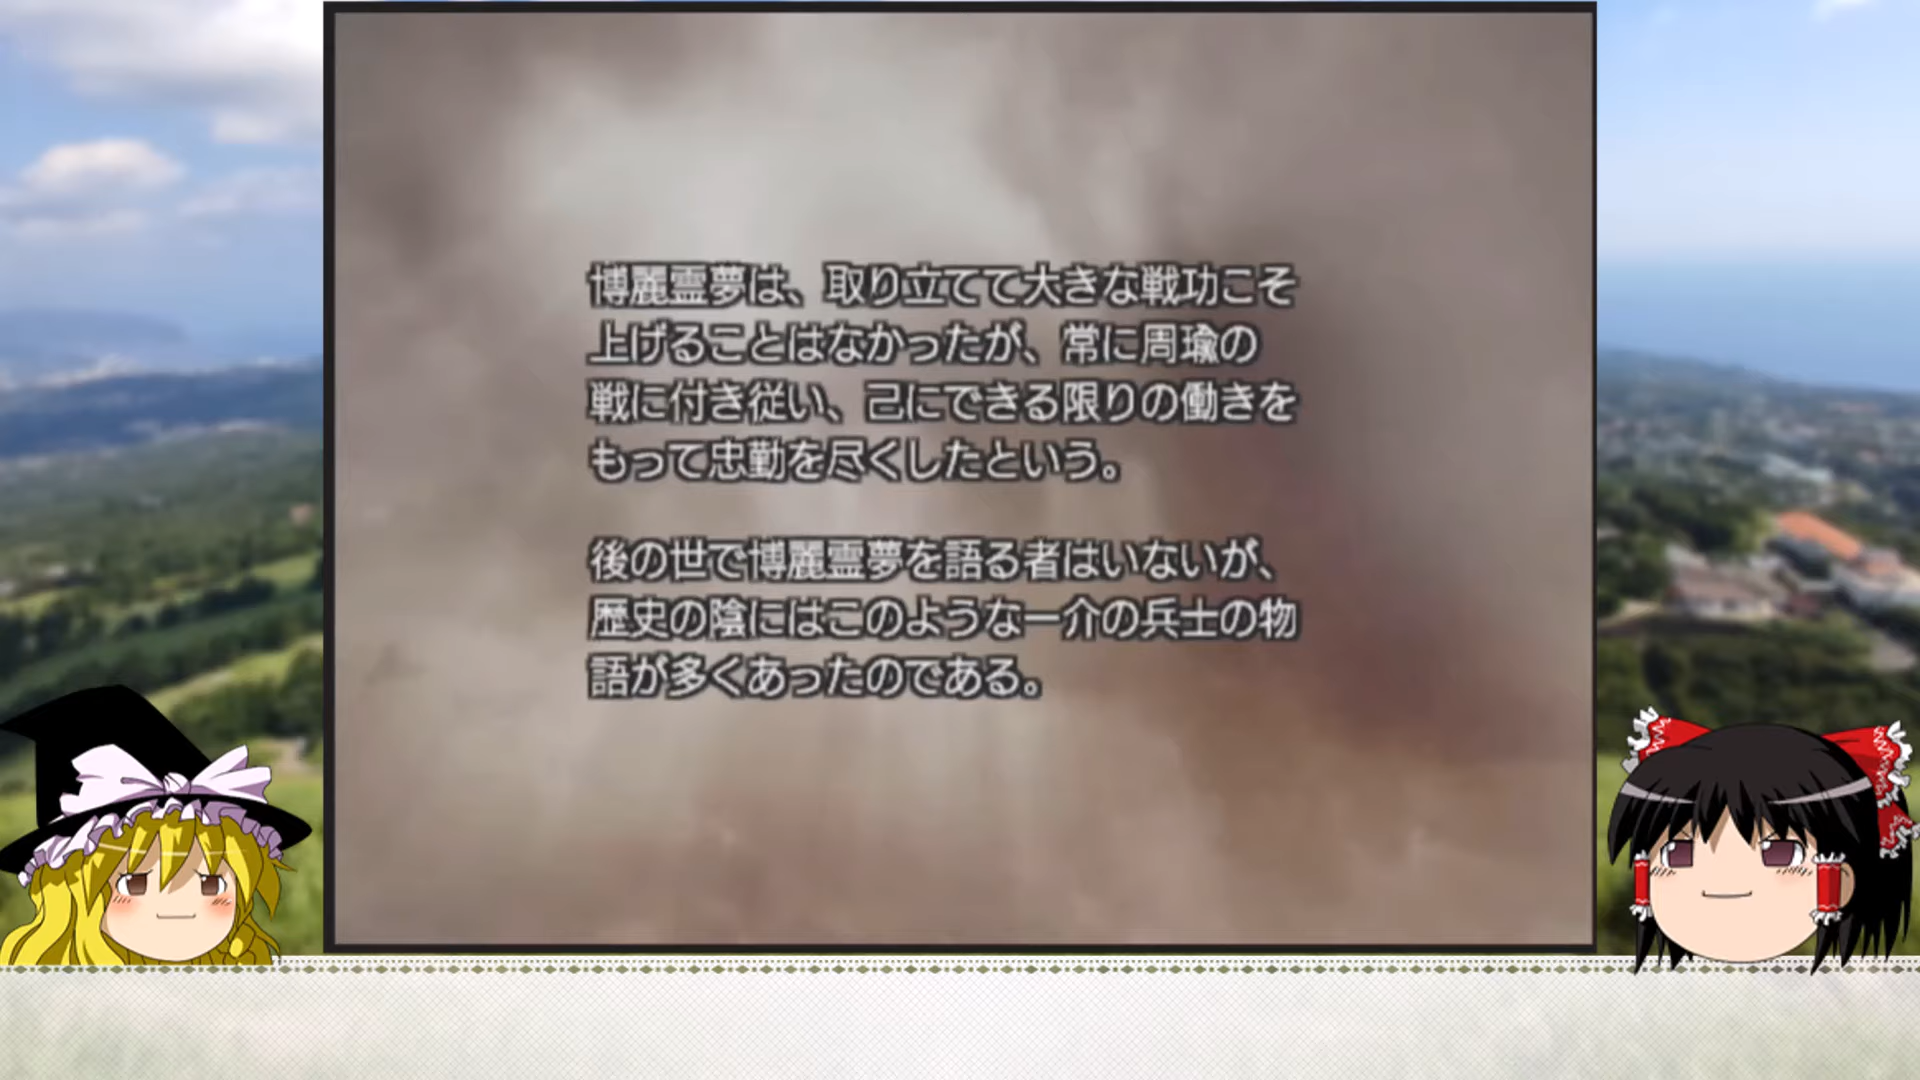 博麗霊夢は、取り立てて大きな戦功こそ
上げることはなかったが、常に周瑜の
戦に付き従い、己にできる限りの働きを
もって忠勤を尽くしたという。
後の世で博麗霊夢を語る者はいないが、
歴史の陰にはこのような一介の兵士の物
語が多くあったのである。